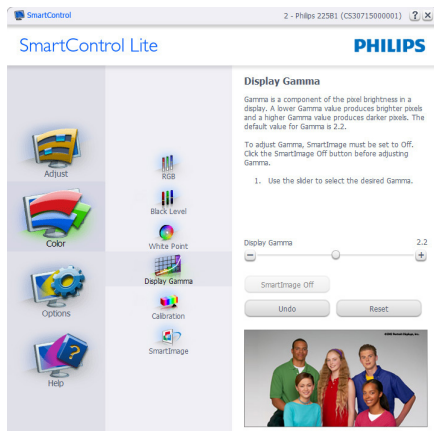 SmartControl
2 - Philips 225B1 (CS30715000001)
?
X
SmartControl Lite
PHILIPS
Display Gamma
Gamma is a component of the pixel brightness in a
display. A lower Gamma value produces brighter pixels
and a higher Gamma value produces darker pixels. The
default value for Gamma is 2.2.
To adjust Gamma, SmartImage must be set to Off.
Click the SmartImage Off button before adjusting
Gamma.
1. Use the slider to select the desired Gamma.
Adjust
Color
Options
Help
RGB
Black Level
White Point
Display Gamma
Calibration
SmartImage
Display Gamma
2.2
SmartImage Off
Undo
Reset